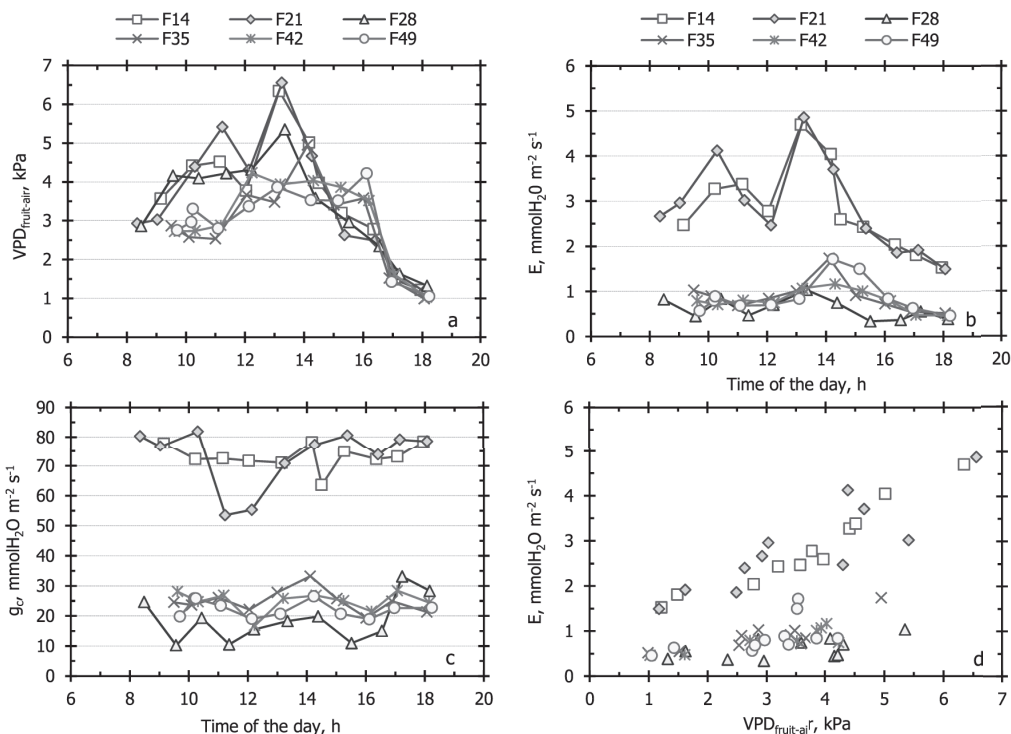 F14 F21 F28
F35 F42 F49
7
6
5
4
3
2
1
0
VPDfruit-air, kPa
6 8 10 12 14 16 18 20
a
F14 F21 F28
F35 F42 F49
6
5
4
3
2
1
0
E, mmolH20 m-2 s-1
6 8 10 12 14 16 18 20
Time of the day, h
b
90
80
70
60
50
40
30
20
10
0
gc, mmolH2O m-2 s-1
6 8 10 12 14 16 18 20
Time of the day, h
c
6
5
4
3
2
1
0
E, mmolH2O m-2 s-1
0 1 2 3 4 5 6 7
VPDfruit-air, kPa
d